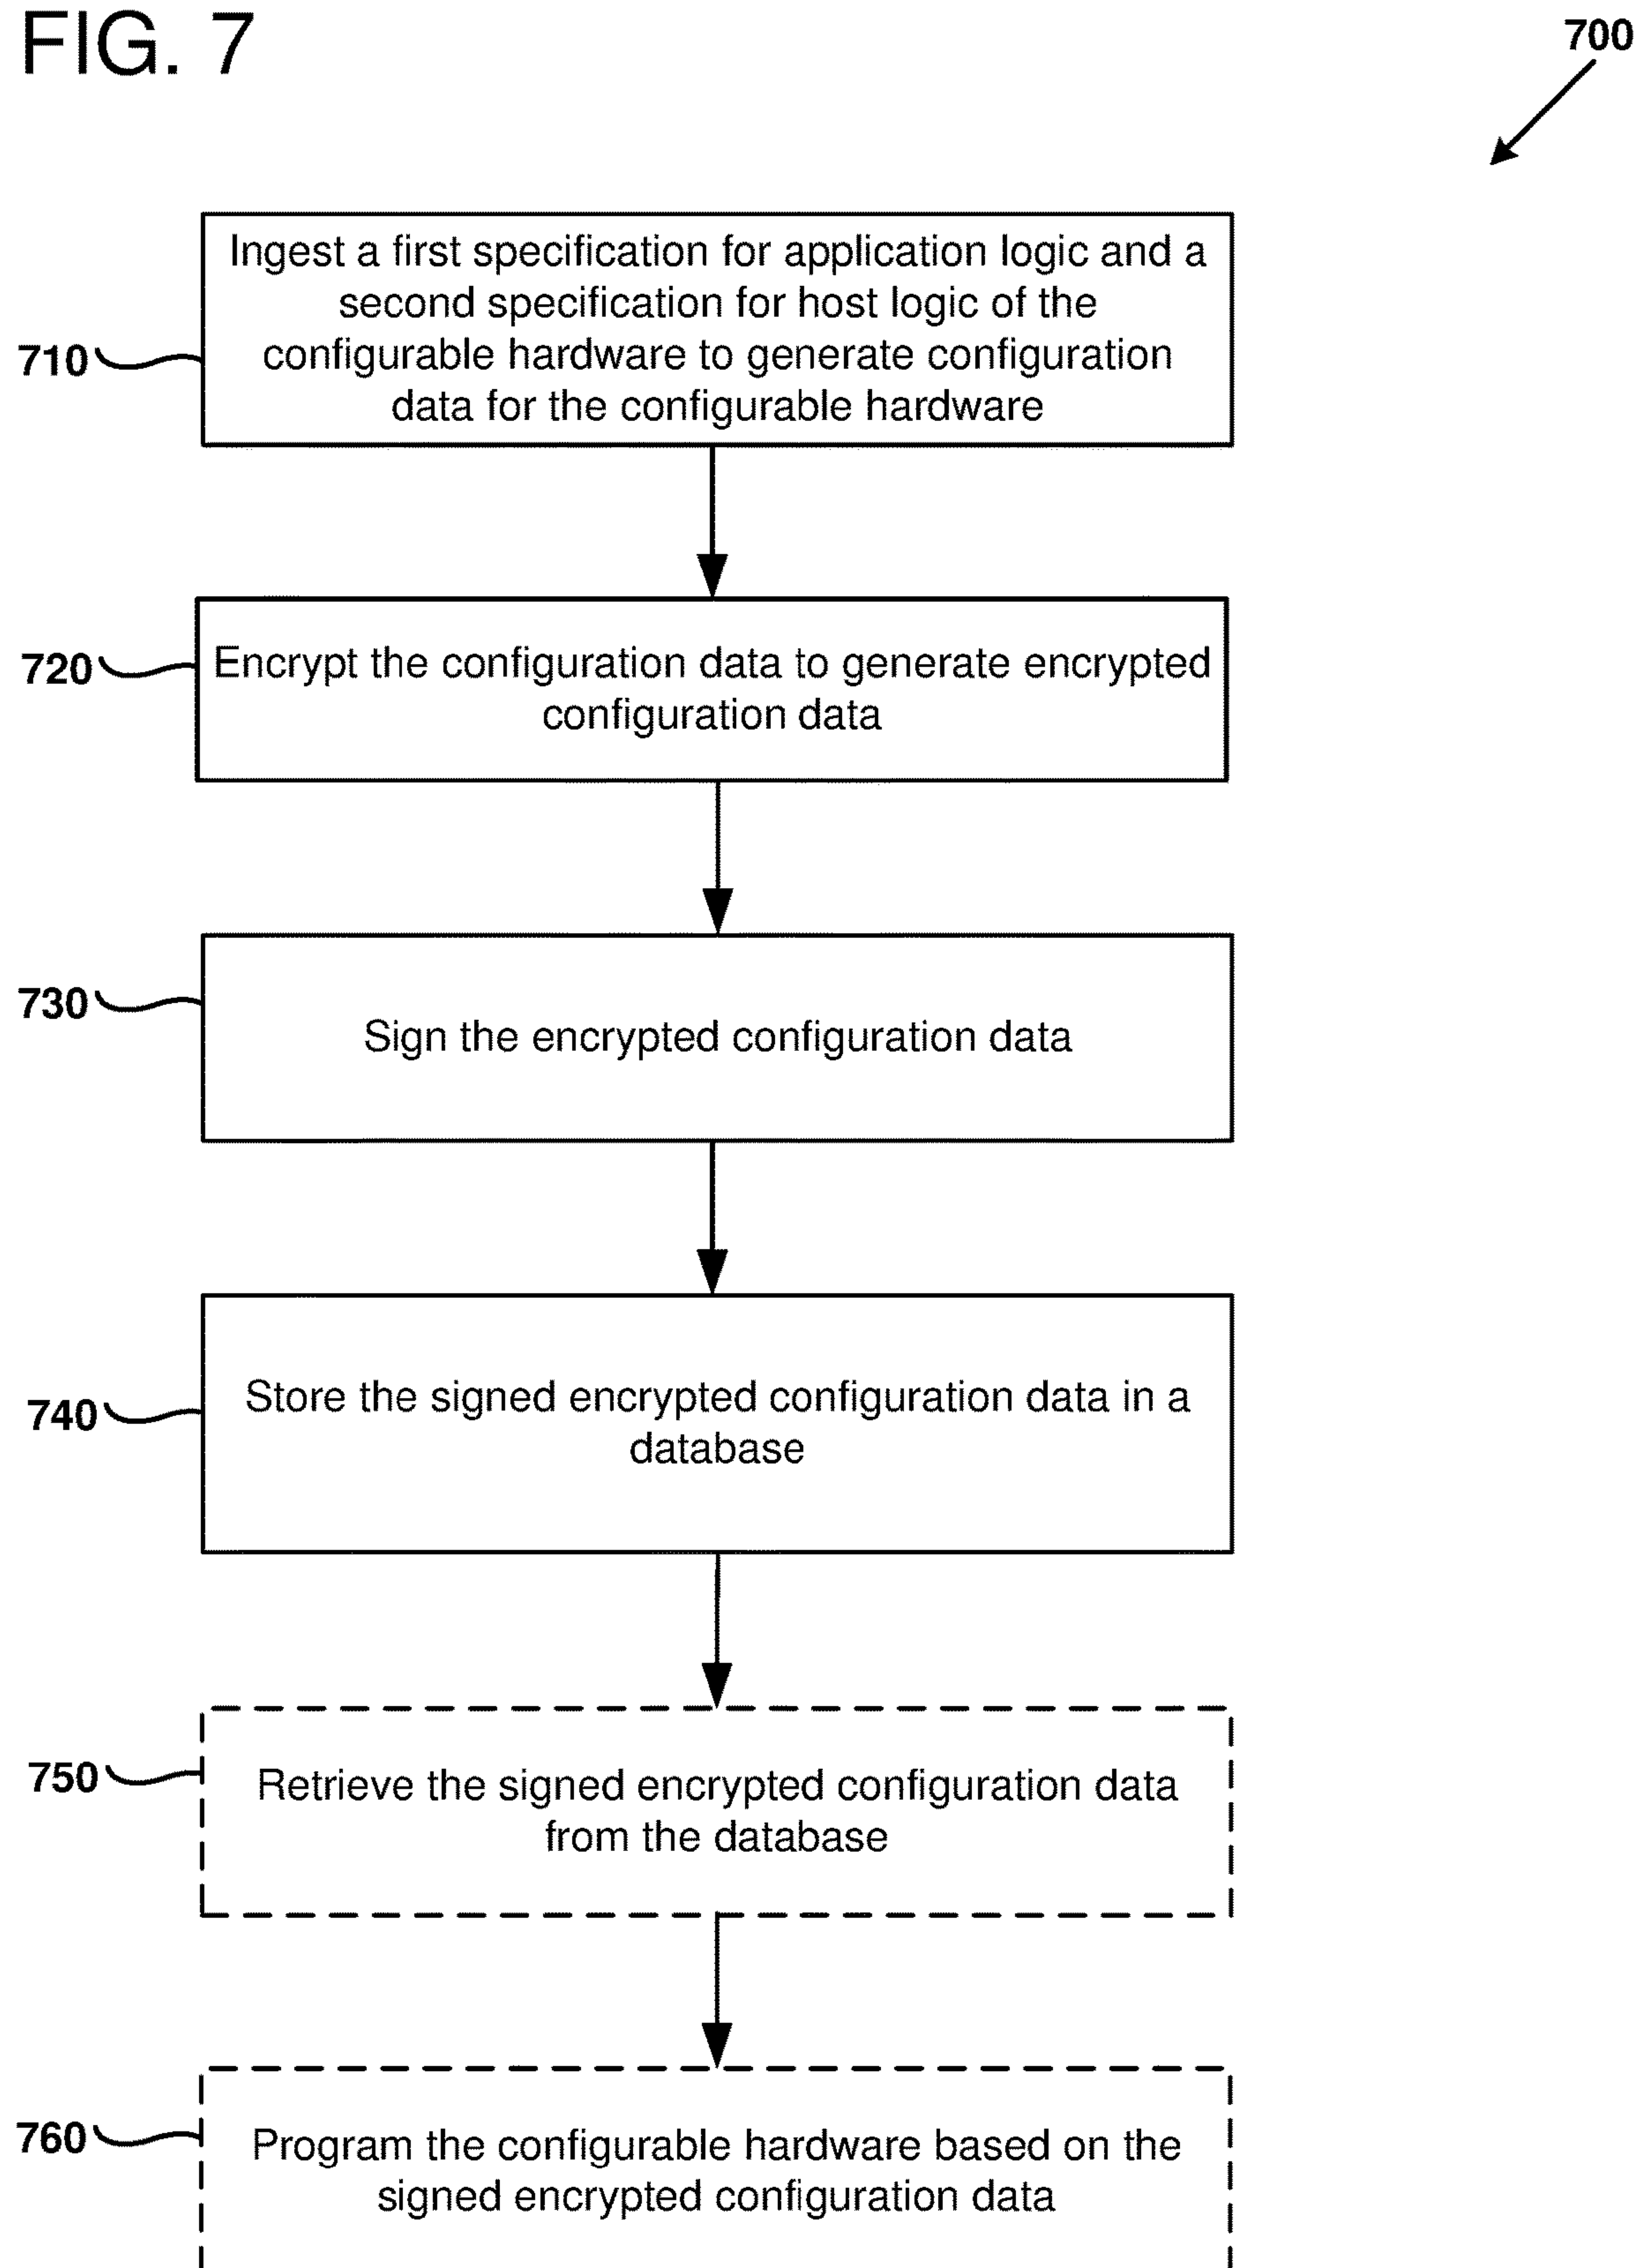 FIG. 7
700
Ingest a first specification for application logic and a
second specification for host logic of the
configurable hardware to generate configuration
data for the configurable hardware
710
Encrypt the configuration data to generate encrypted
configuration data
720
Sign the encrypted configuration data
730
Store the signed encrypted configuration data in a
database
740
Retrieve the signed encrypted configuration data
from the database
750
Program the configurable hardware based on the
signed encrypted configuration data
760